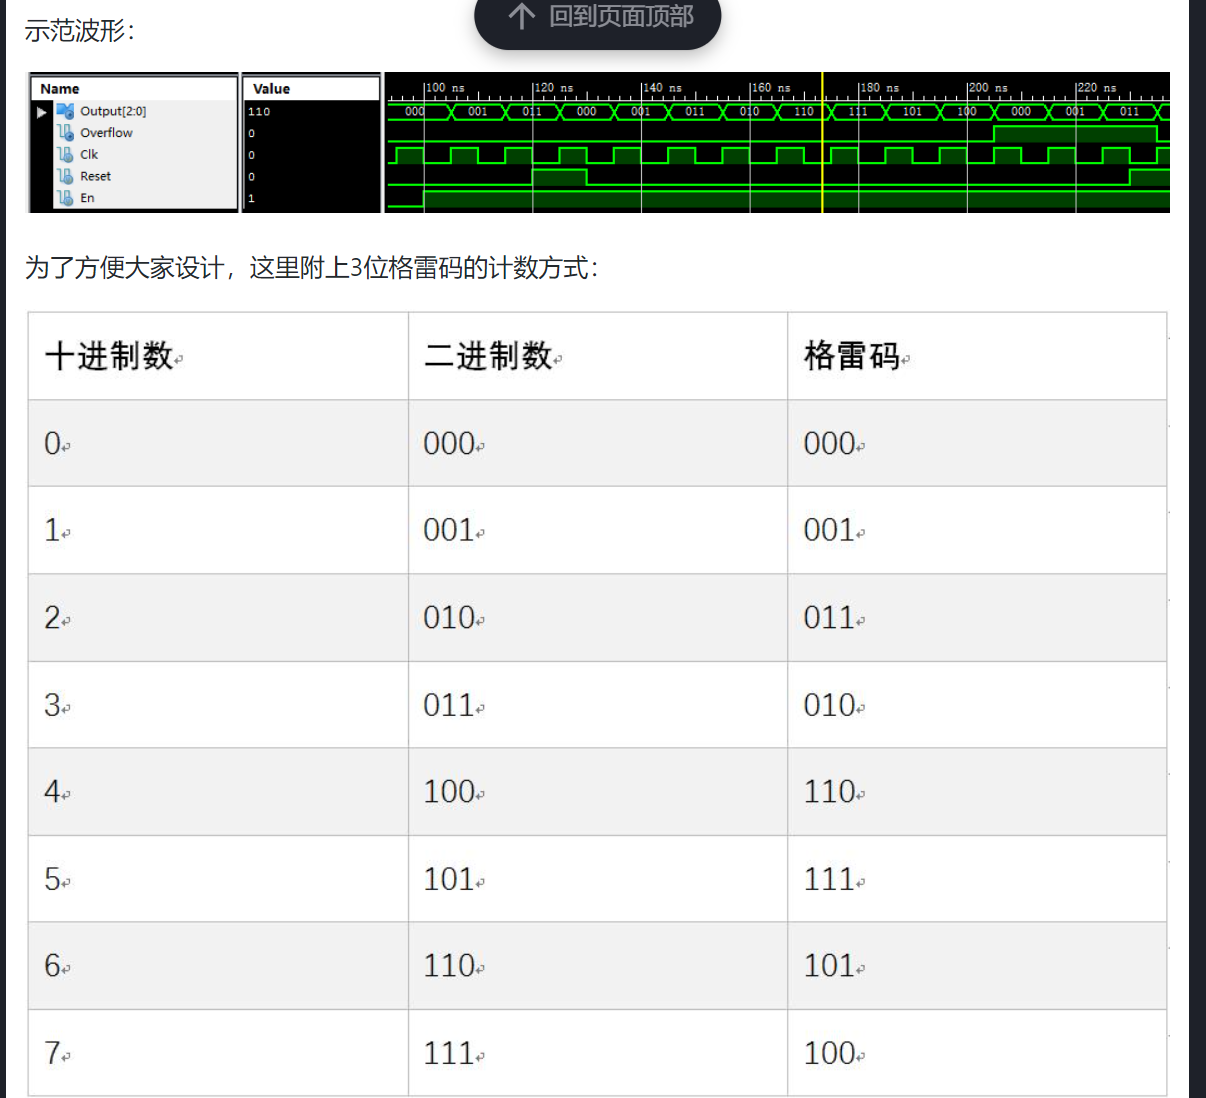 回到页面顶部
示范波形：
Name Value 100 ns 120 ns 140 ns 160 ns 180 ns 200 ns 220 ns
Output[2:0] 110 000 001 011 000 001 011 010 110 111 101 100 000 001 011
Overflow 0
Clk 0
Reset 0
En 1
为了方便大家设计，这里附上3位格雷码的计数方式：
十进制数 二进制数 格雷码
0 000 000
1 001 001
2 010 011
3 011 010
4 100 110
5 101 111
6 110 101
7 111 100